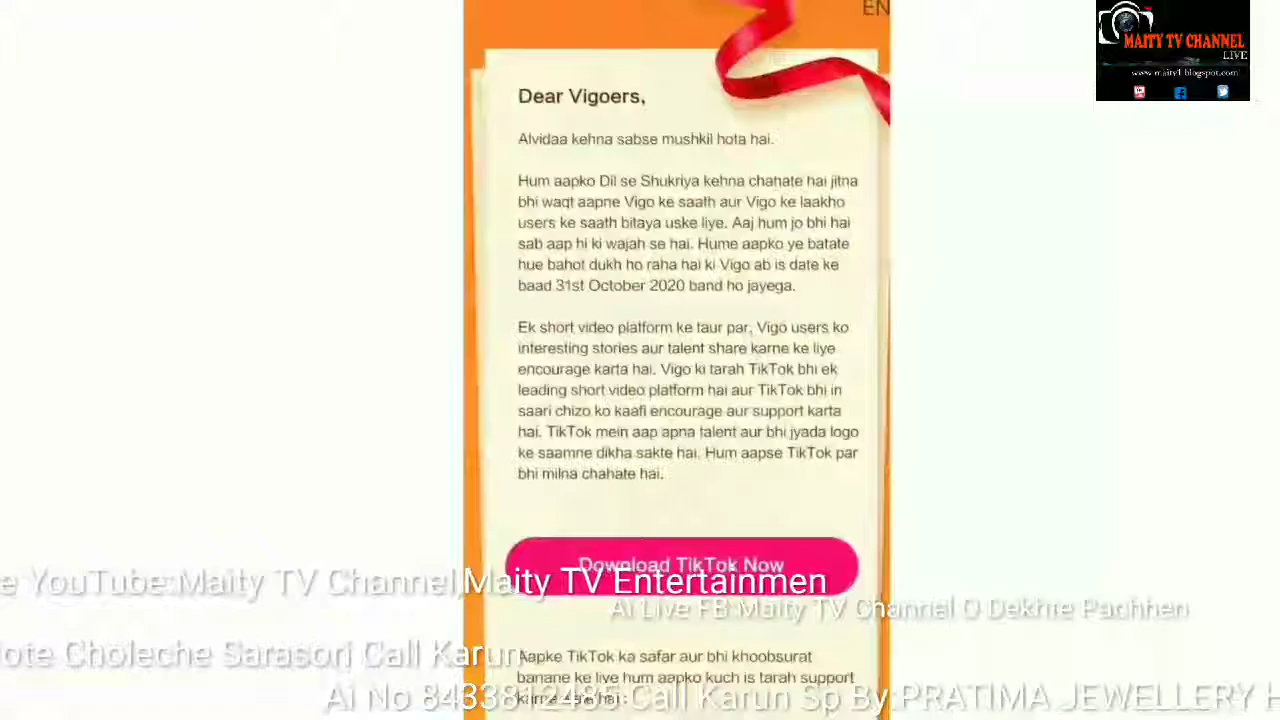 EN
MAITY TV CHANNEL
LIVE
www.maity1.blogspot.com
Dear Vigoers,
Alvidaa kehna sabse mushkil hota hai.
Hum aapko Dil se Shukriya kehna chahate hai jitna
bhi waqt aapne Vigo ke saath aur Vigo ke laakho
users ke saath bitaya uske liye. Aaj hum jo bhi hai
sab aap hi ki wajah se hai. Hume aapko ye batate
hue bahot dukh ho raha hai ki Vigo ab is date ke
baad 31st October 2020 band ho jayega.
Ek short video platform ke taur par, Vigo users ko
interesting stories aur talent share karne ke liye
encourage karta hai. Vigo ki tarah TikTok bhi ek
leading short video platform hai aur TikTok bhi in
saari chizo ko kaafi encourage aur support karta
hai. TikTok mein aap apna talent aur bhi jyada logo
ke saamne dikha sakte hai. Hum aapse TikTok par
bhi milna chahate hai.
Download TikTok Now
e YouTube:Maity TV Channel,Maity TV Entertainmen
Ai Live FB:Maity TV Channel O Dekhte Pachhen
ote Choleche Sarasori Call Karun
Aapke TikTok ka safar aur bhi khoobsurat
banane ke liye hum aapko kuch is tarah support
Ai No 8433812485 Call Karun Sp By:PRATIMA JEWELLERY H